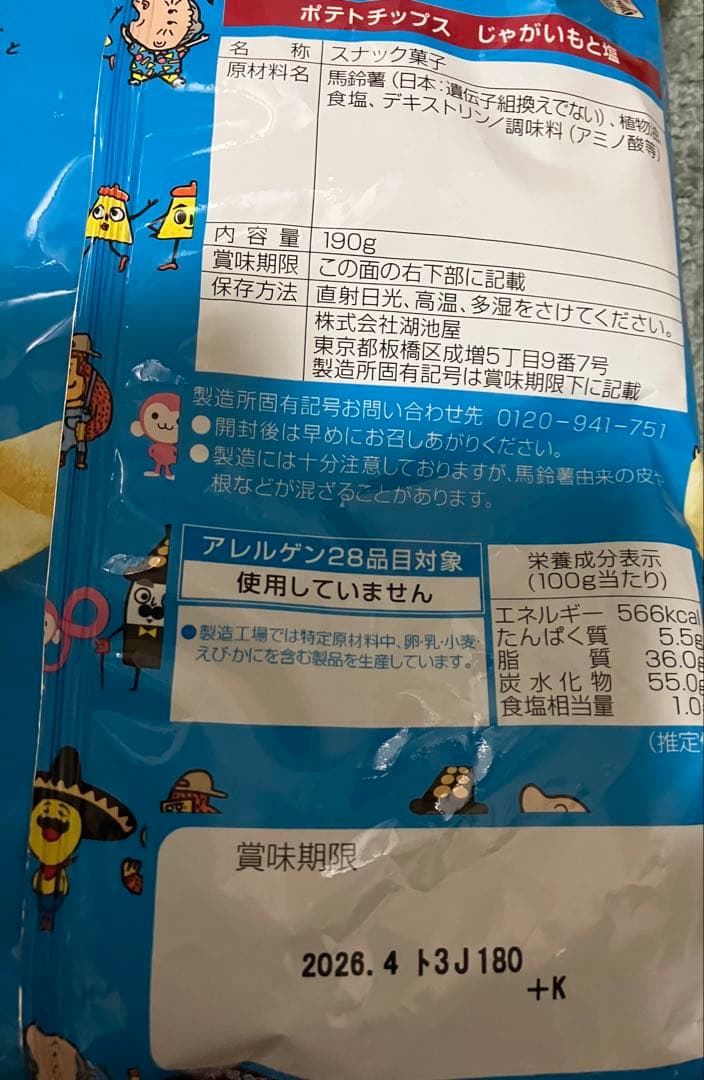 と
ポテトチップス じゃがいもと塩
名称 スナック菓子
原材料名 馬鈴薯(日本:遺伝子組換えでない)、植物油
食塩、デキストリン/調味料(アミノ酸等)
内容量 190g
賞味期限 この面の右下部に記載
保存方法 直射日光、高温、多湿をさけてください。
株式会社湖池屋
東京都板橋区成増5丁目9番7号
製造所固有記号は賞味期限下に記載
製造所固有記号お問い合わせ先 0120-941-751
●開封後は早めにお召しあがりください。
●製造には十分注意しておりますが、馬鈴薯由来の皮や
根などが混ざることがあります。
アレルゲン28品目対象
使用していません
●製造工場では特定原材料中、卵・乳・小麦・
えび・かにを含む製品を生産しています。
栄養成分表示
(100g当たり)
エネルギー 566kcal
たんぱく質 5.5g
脂質 36.0g
炭水化物 55.0g
食塩相当量 1.0
(推定
賞味期限
2026.4 ト3J180
+K